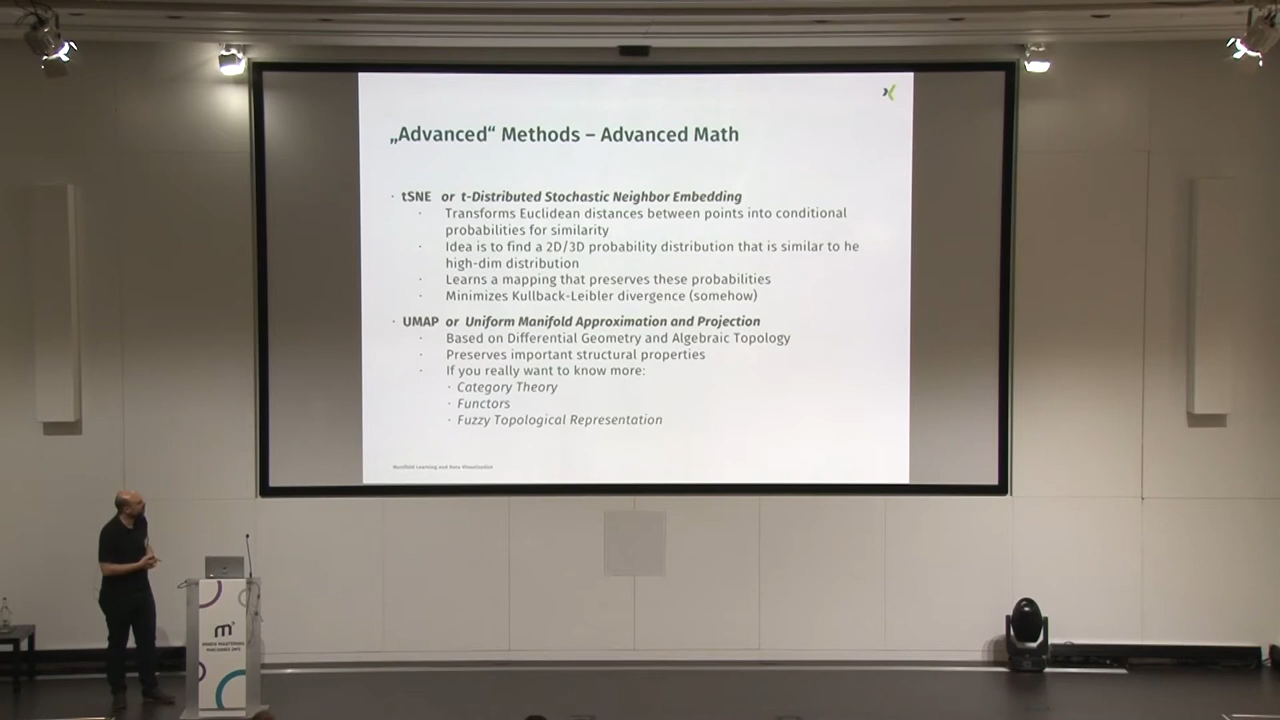 „Advanced“ Methods – Advanced Math
· tSNE or t-Distributed Stochastic Neighbor Embedding
· Transforms Euclidean distances between points into conditional
probabilities for similarity
· Idea is to find a 2D/3D probability distribution that is similar to he
high-dim distribution
· Learns a mapping that preserves these probabilities
· Minimizes Kullback-Leibler divergence (somehow)
· UMAP or Uniform Manifold Approximation and Projection
· Based on Differential Geometry and Algebraic Topology
· Preserves important structural properties
· If you really want to know more:
· Category Theory
· Functors
· Fuzzy Topological Representation
Manifold Learning and Data Visualization
m³
MINDS MASTERING
MACHINES